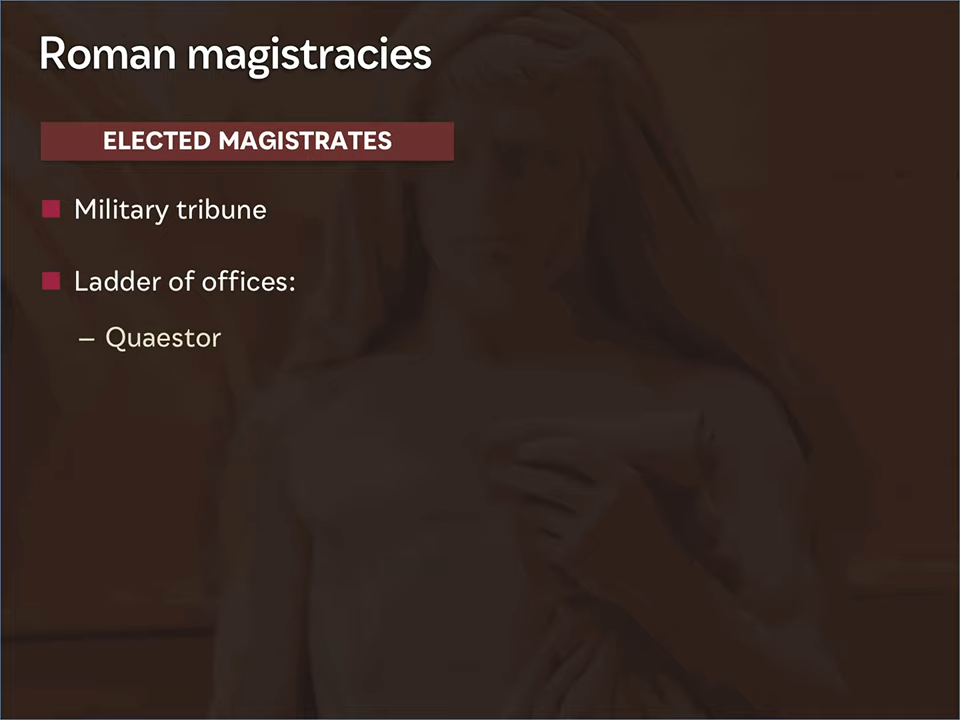 Roman magistracies
ELECTED MAGISTRATES
Military tribune
Ladder of offices:
– Quaestor